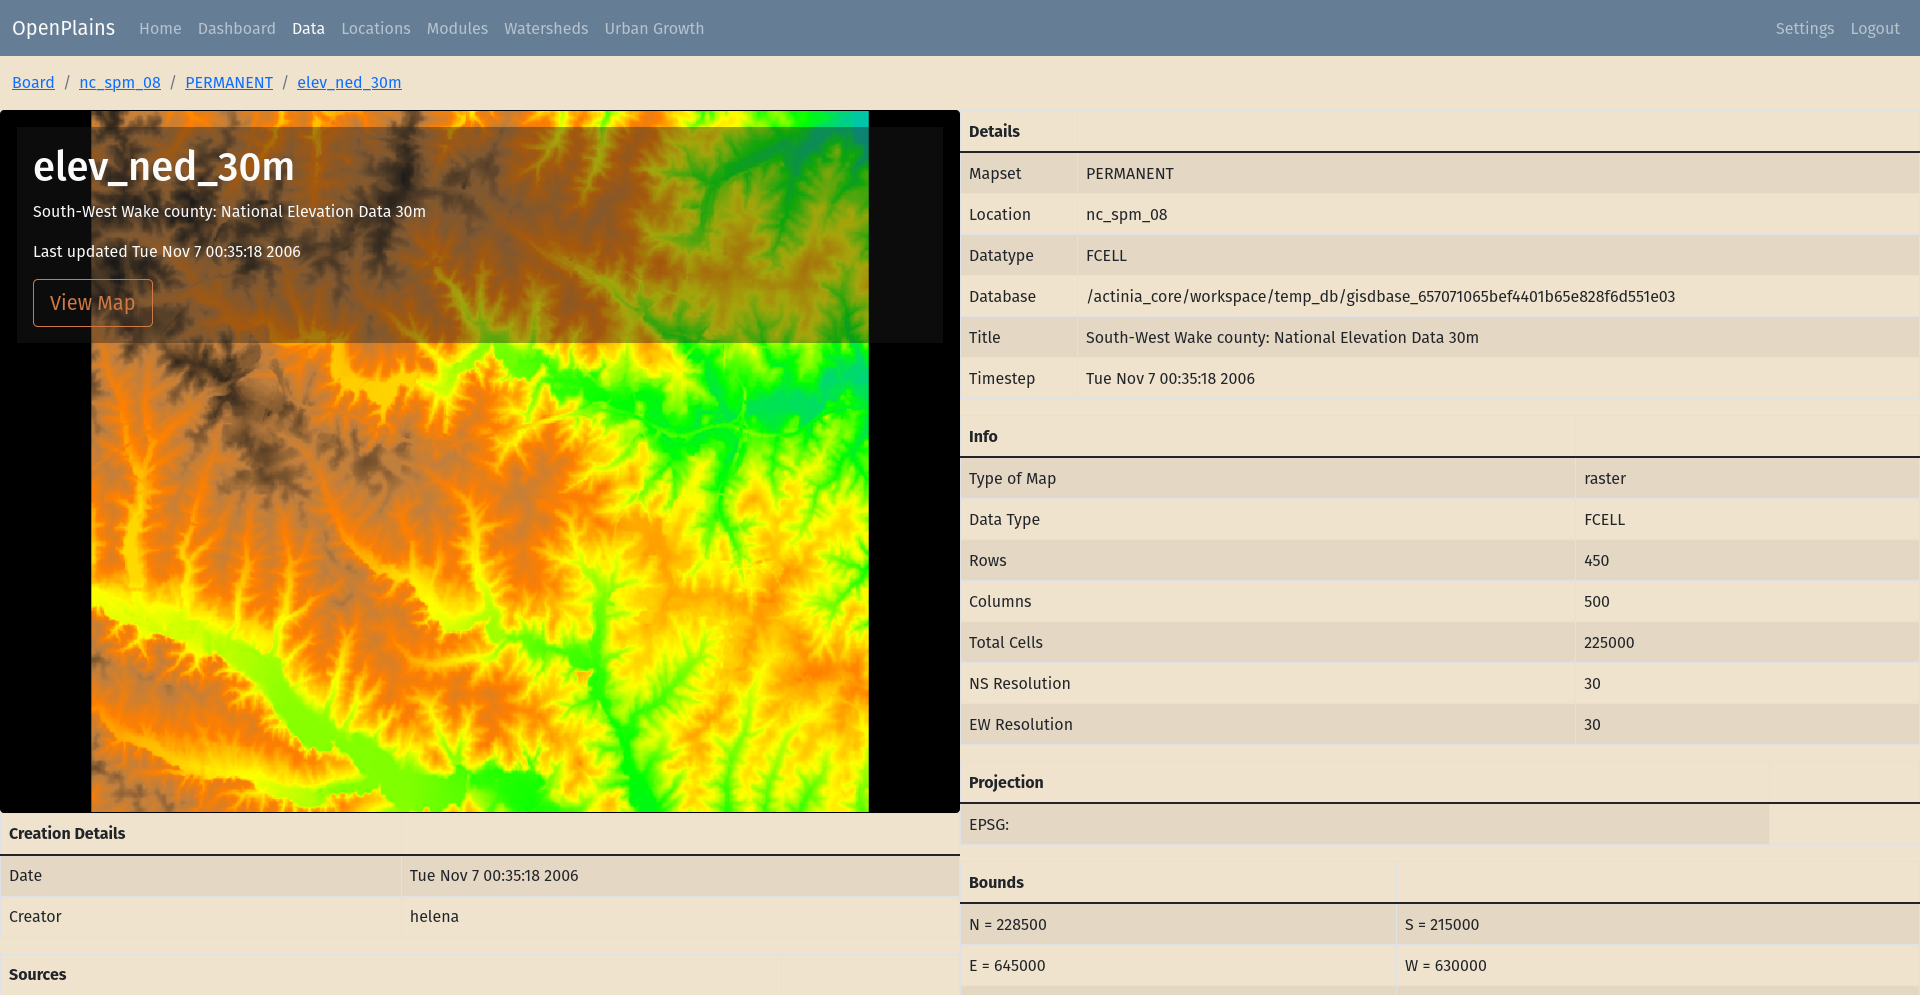 OpenPlains Home Dashboard Data Locations Modules Watersheds Urban Growth Settings Logout
Board / nc_spm_08 / PERMANENT / elev_ned_30m
elev_ned_30m
South-West Wake county: National Elevation Data 30m
Last updated Tue Nov 7 00:35:18 2006
View Map
Creation Details
Date Tue Nov 7 00:35:18 2006
Creator helena
Sources
Details
Mapset PERMANENT
Location nc_spm_08
Datatype FCELL
Database /actinia_core/workspace/temp_db/gisdbase_657071065bef4401b65e828f6d551e03
Title South-West Wake county: National Elevation Data 30m
Timestep Tue Nov 7 00:35:18 2006
Info
Type of Map raster
Data Type FCELL
Rows 450
Columns 500
Total Cells 225000
NS Resolution 30
EW Resolution 30
Projection
EPSG:
Bounds
N = 228500 S = 215000
E = 645000 W = 630000